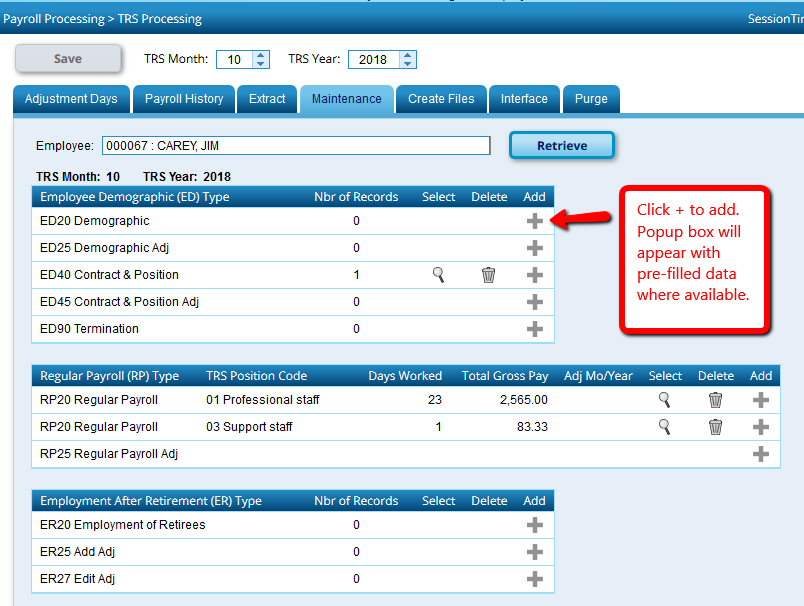 Payroll Processing > TRS Processing SessionTi
Save TRS Month: 10 TRS Year: 2018
Adjustment Days Payroll History Extract Maintenance Create Files Interface Purge
Employee: 000067 : CAREY, JIM Retrieve
TRS Month: 10 TRS Year: 2018
Employee Demographic (ED) Type Nbr of Records Select Delete Add
ED20 Demographic 0
ED25 Demographic Adj 0
ED40 Contract & Position 1
ED45 Contract & Position Adj 0
ED90 Termination 0
Click + to add.
Popup box will
appear with
pre-filled data
where available.
Regular Payroll (RP) Type TRS Position Code Days Worked Total Gross Pay Adj Mo/Year Select Delete Add
RP20 Regular Payroll 01 Professional staff 23 2,565.00
RP20 Regular Payroll 03 Support staff 1 83.33
RP25 Regular Payroll Adj
Employment After Retirement (ER) Type Nbr of Records Select Delete Add
ER20 Employment of Retirees 0
ER25 Add Adj 0
ER27 Edit Adj 0